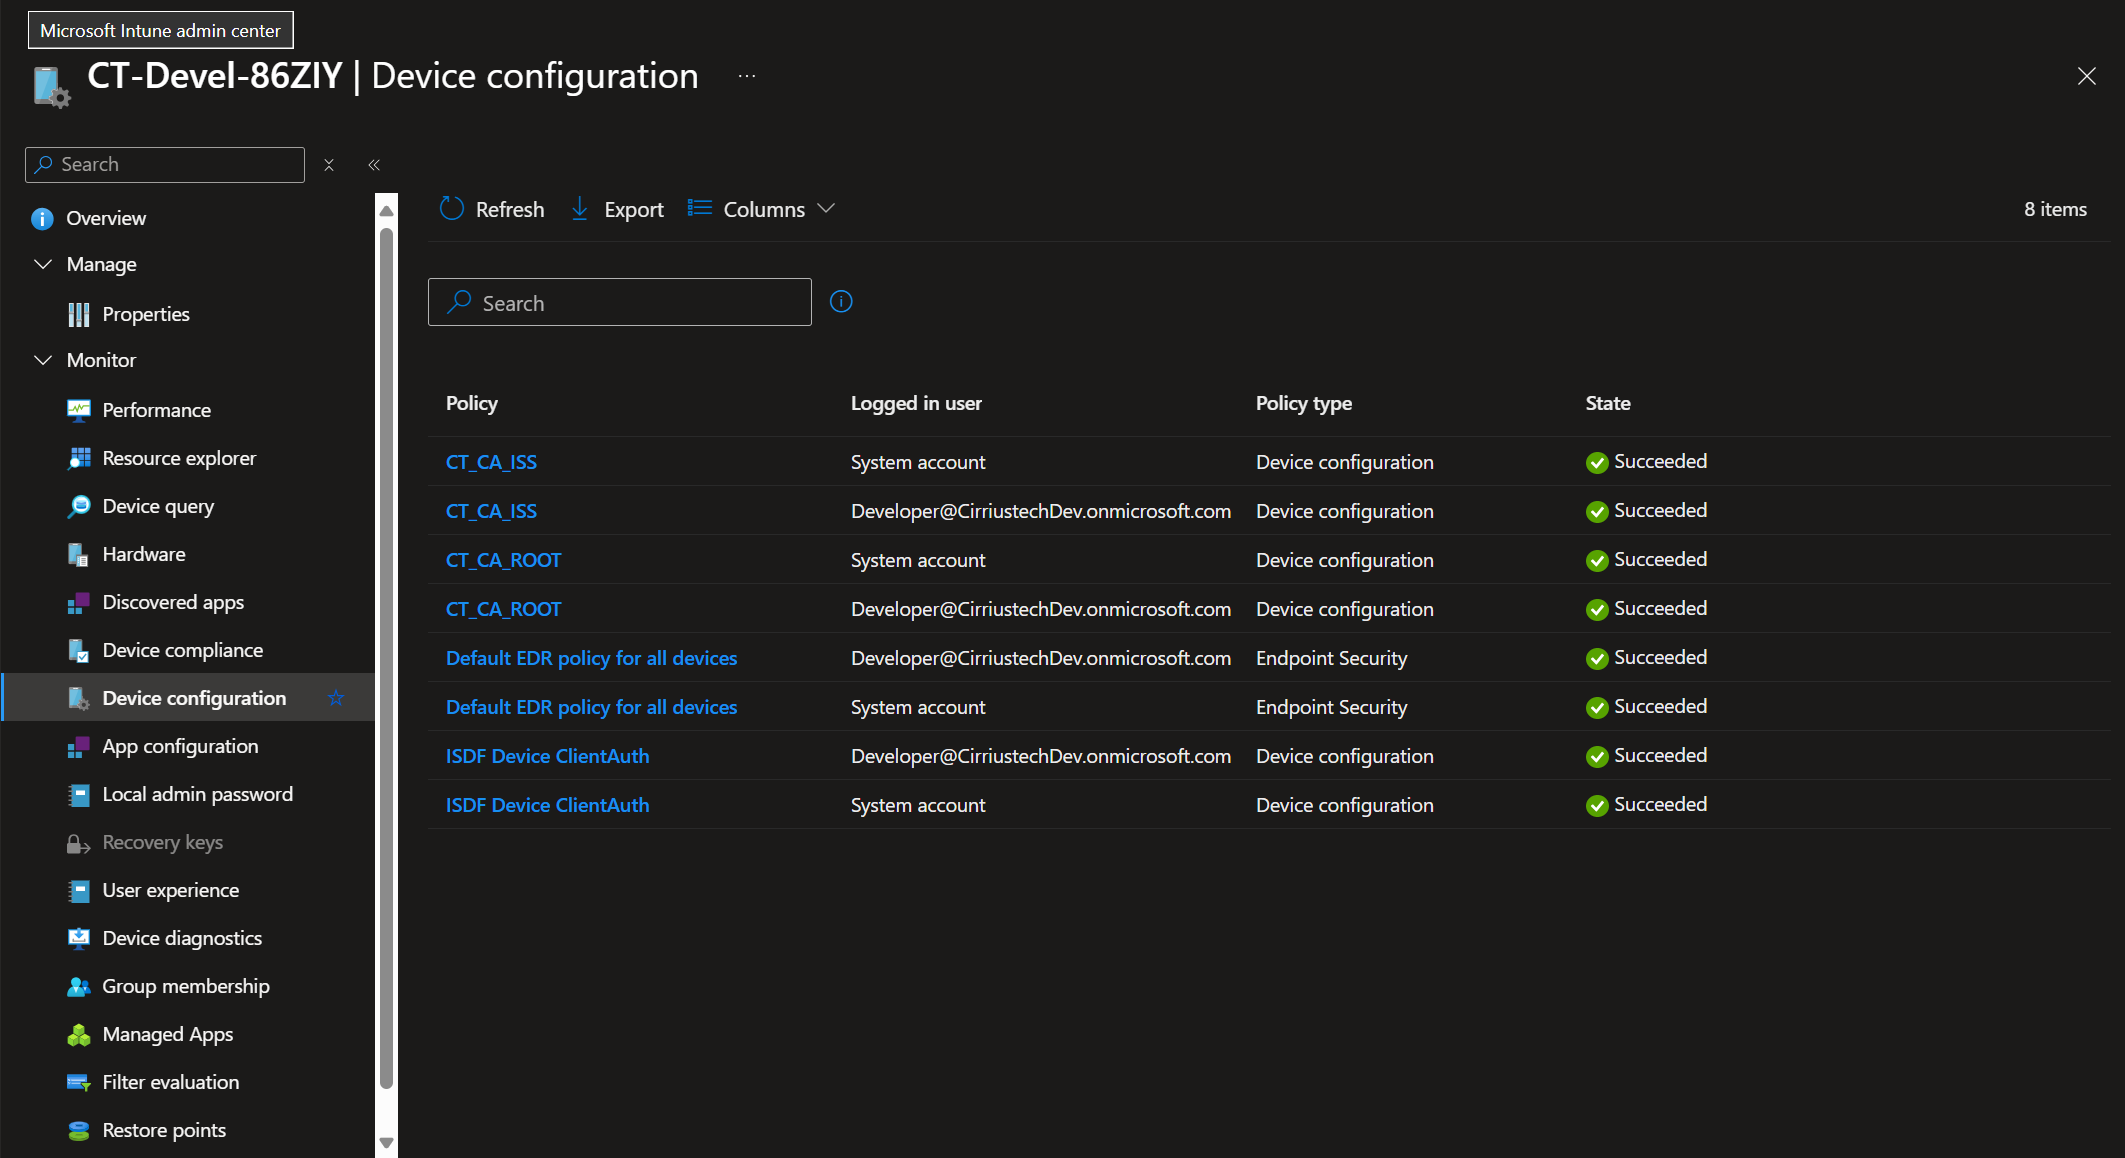 Microsoft Intune admin center
CT-Devel-86ZIY | Device configuration ...
Search
Overview
Manage
Properties
Monitor
Performance
Resource explorer
Device query
Hardware
Discovered apps
Device compliance
Device configuration
App configuration
Local admin password
Recovery keys
User experience
Device diagnostics
Group membership
Managed Apps
Filter evaluation
Restore points
Refresh Export Columns 8 items
Search
Policy Logged in user Policy type State
CT_CA_ISS System account Device configuration Succeeded
CT_CA_ISS Developer@CirriustechDev.onmicrosoft.com Device configuration Succeeded
CT_CA_ROOT System account Device configuration Succeeded
CT_CA_ROOT Developer@CirriustechDev.onmicrosoft.com Device configuration Succeeded
Default EDR policy for all devices Developer@CirriustechDev.onmicrosoft.com Endpoint Security Succeeded
Default EDR policy for all devices System account Endpoint Security Succeeded
ISDF Device ClientAuth Developer@CirriustechDev.onmicrosoft.com Device configuration Succeeded
ISDF Device ClientAuth System account Device configuration Succeeded